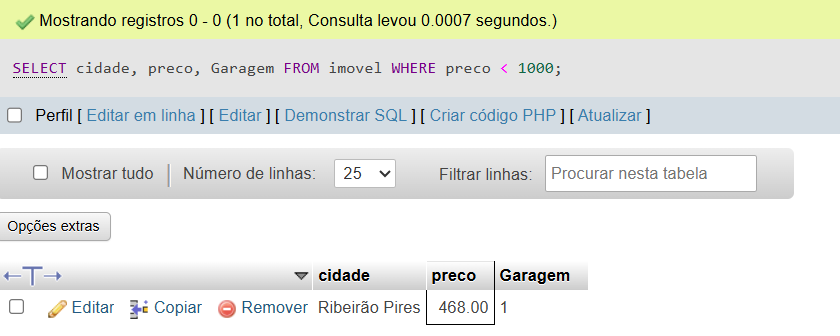 Mostrando registros 0 - 0 (1 no total, Consulta levou 0.0007 segundos.)
SELECT cidade, preco, Garagem FROM imovel WHERE preco < 1000;
Perfil [ Editar em linha ] [ Editar ] [ Demonstrar SQL ] [ Criar código PHP ] [ Atualizar ]
Mostrar tudo Número de linhas: 25 Filtrar linhas: Procurar nesta tabela
Opções extras
←T→ cidade preco Garagem
Editar Copiar Remover Ribeirão Pires 468.00 1